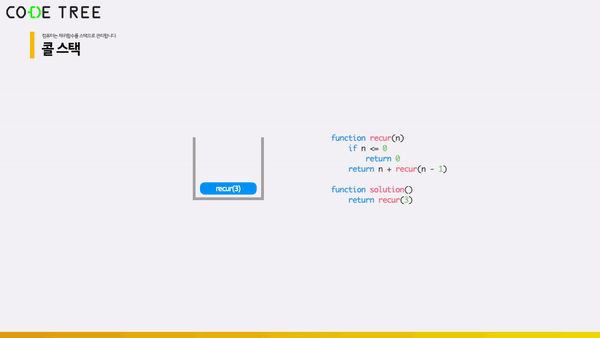 CODE TREE
컴퓨터는 재귀함수를 스택으로 관리합니다
콜 스택
recur(3)
function recur(n)
if n <= 0
return 0
return n + recur(n - 1)
function solution()
return recur(3)